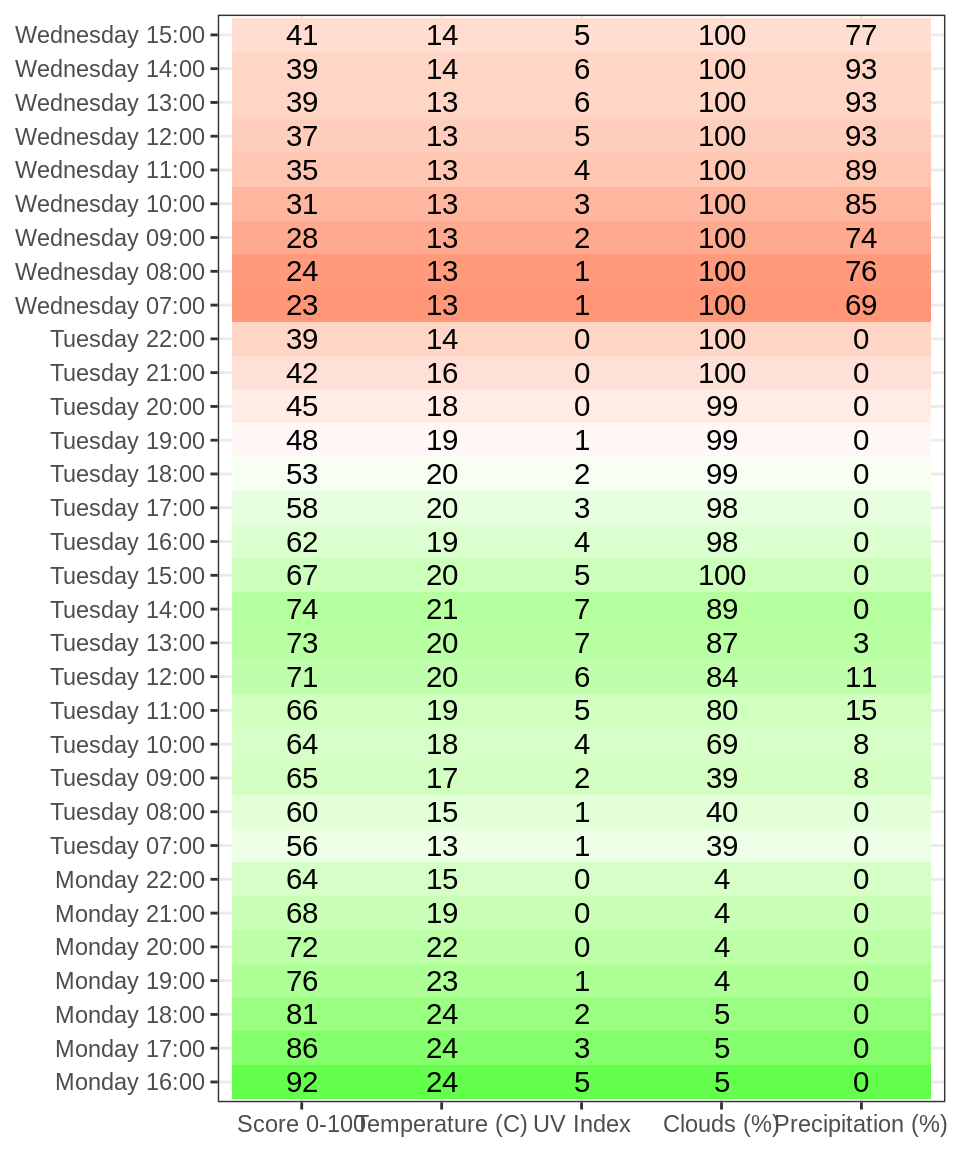 Wednesday 15:00 41 14 5 100 77
Wednesday 14:00 39 14 6 100 93
Wednesday 13:00 39 13 6 100 93
Wednesday 12:00 37 13 5 100 93
Wednesday 11:00 35 13 4 100 89
Wednesday 10:00 31 13 3 100 85
Wednesday 09:00 28 13 2 100 74
Wednesday 08:00 24 13 1 100 76
Wednesday 07:00 23 13 1 100 69
Tuesday 22:00 39 14 0 100 0
Tuesday 21:00 42 16 0 100 0
Tuesday 20:00 45 18 0 99 0
Tuesday 19:00 48 19 1 99 0
Tuesday 18:00 53 20 2 99 0
Tuesday 17:00 58 20 3 98 0
Tuesday 16:00 62 19 4 98 0
Tuesday 15:00 67 20 5 100 0
Tuesday 14:00 74 21 7 89 0
Tuesday 13:00 73 20 7 87 3
Tuesday 12:00 71 20 6 84 11
Tuesday 11:00 66 19 5 80 15
Tuesday 10:00 64 18 4 69 8
Tuesday 09:00 65 17 2 39 8
Tuesday 08:00 60 15 1 40 0
Tuesday 07:00 56 13 1 39 0
Monday 22:00 64 15 0 4 0
Monday 21:00 68 19 0 4 0
Monday 20:00 72 22 0 4 0
Monday 19:00 76 23 1 4 0
Monday 18:00 81 24 2 5 0
Monday 17:00 86 24 3 5 0
Monday 16:00 92 24 5 5 0
Score 0-100 Temperature (C) UV Index Clouds (%) Precipitation (%)